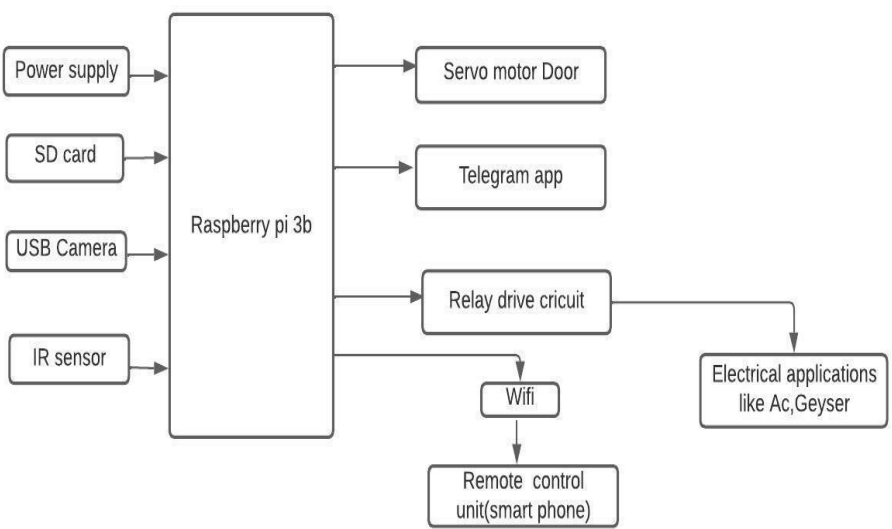 Power supply
SD card
USB Camera
IR sensor
Raspberry pi 3b
Servo motor Door
Telegram app
Relay drive cricuit
Wifi
Remote control
unit(smart phone)
Electrical applications
like Ac,Geyser